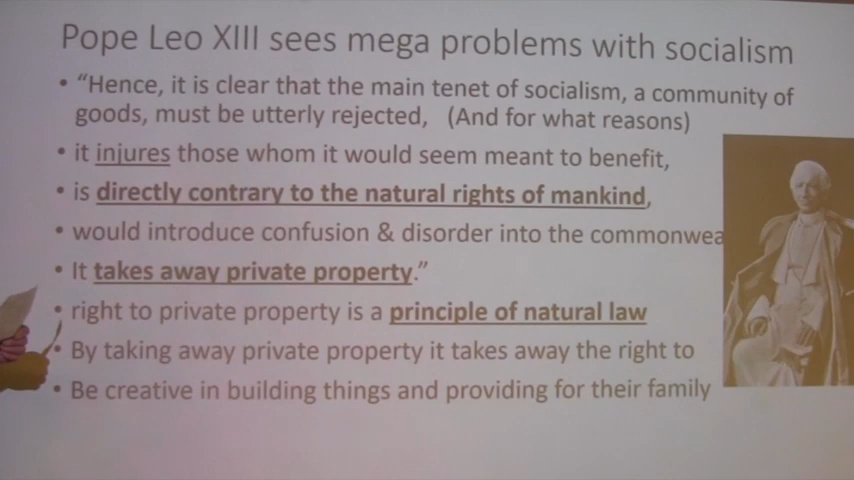 Pope Leo XIII sees mega problems with socialism
• "Hence, it is clear that the main tenet of socialism, a community of
goods, must be utterly rejected, (And for what reasons)
• it injures those whom it would seem meant to benefit,
• is directly contrary to the natural rights of mankind,
• would introduce confusion & disorder into the commonwea
• It takes away private property."
• right to private property is a principle of natural law
• By taking away private property it takes away the right to
• Be creative in building things and providing for their family